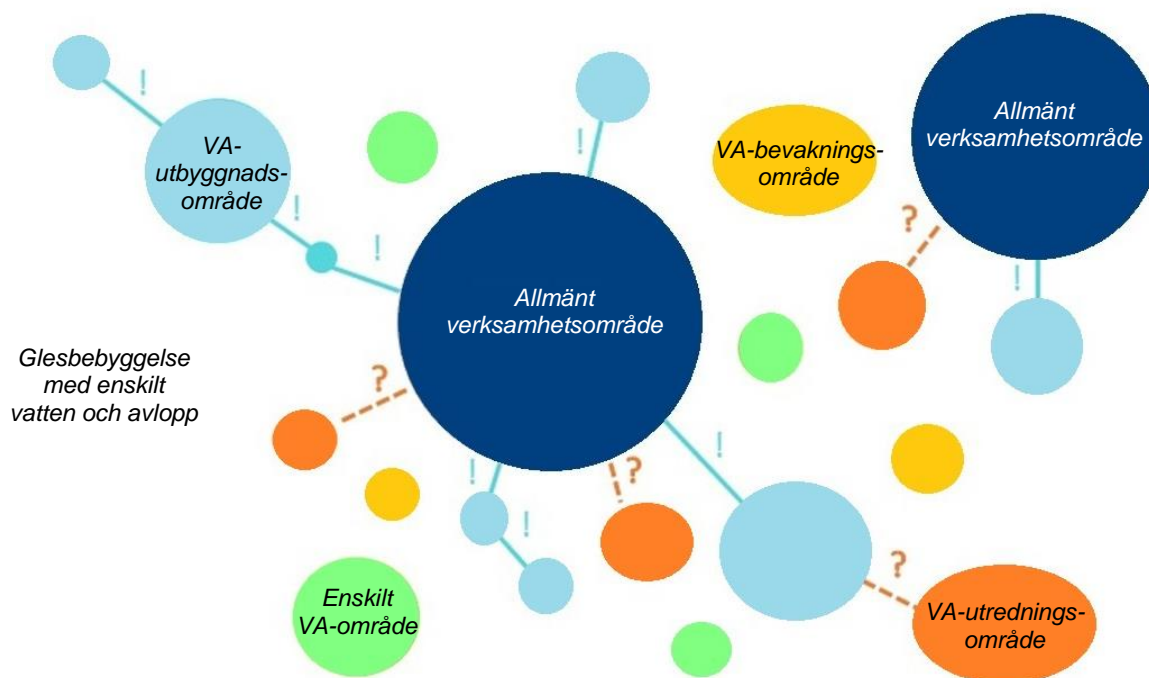 !
VA-
utbyggnads-
område
!
!
!
VA-bevaknings-
område
Allmänt
verksamhetsområde
?
!
Allmänt
verksamhetsområde
Glesbebyggelse
med enskilt
vatten och avlopp
?
!
!
?
!
?
Enskilt
VA-område
VA-utrednings-
område